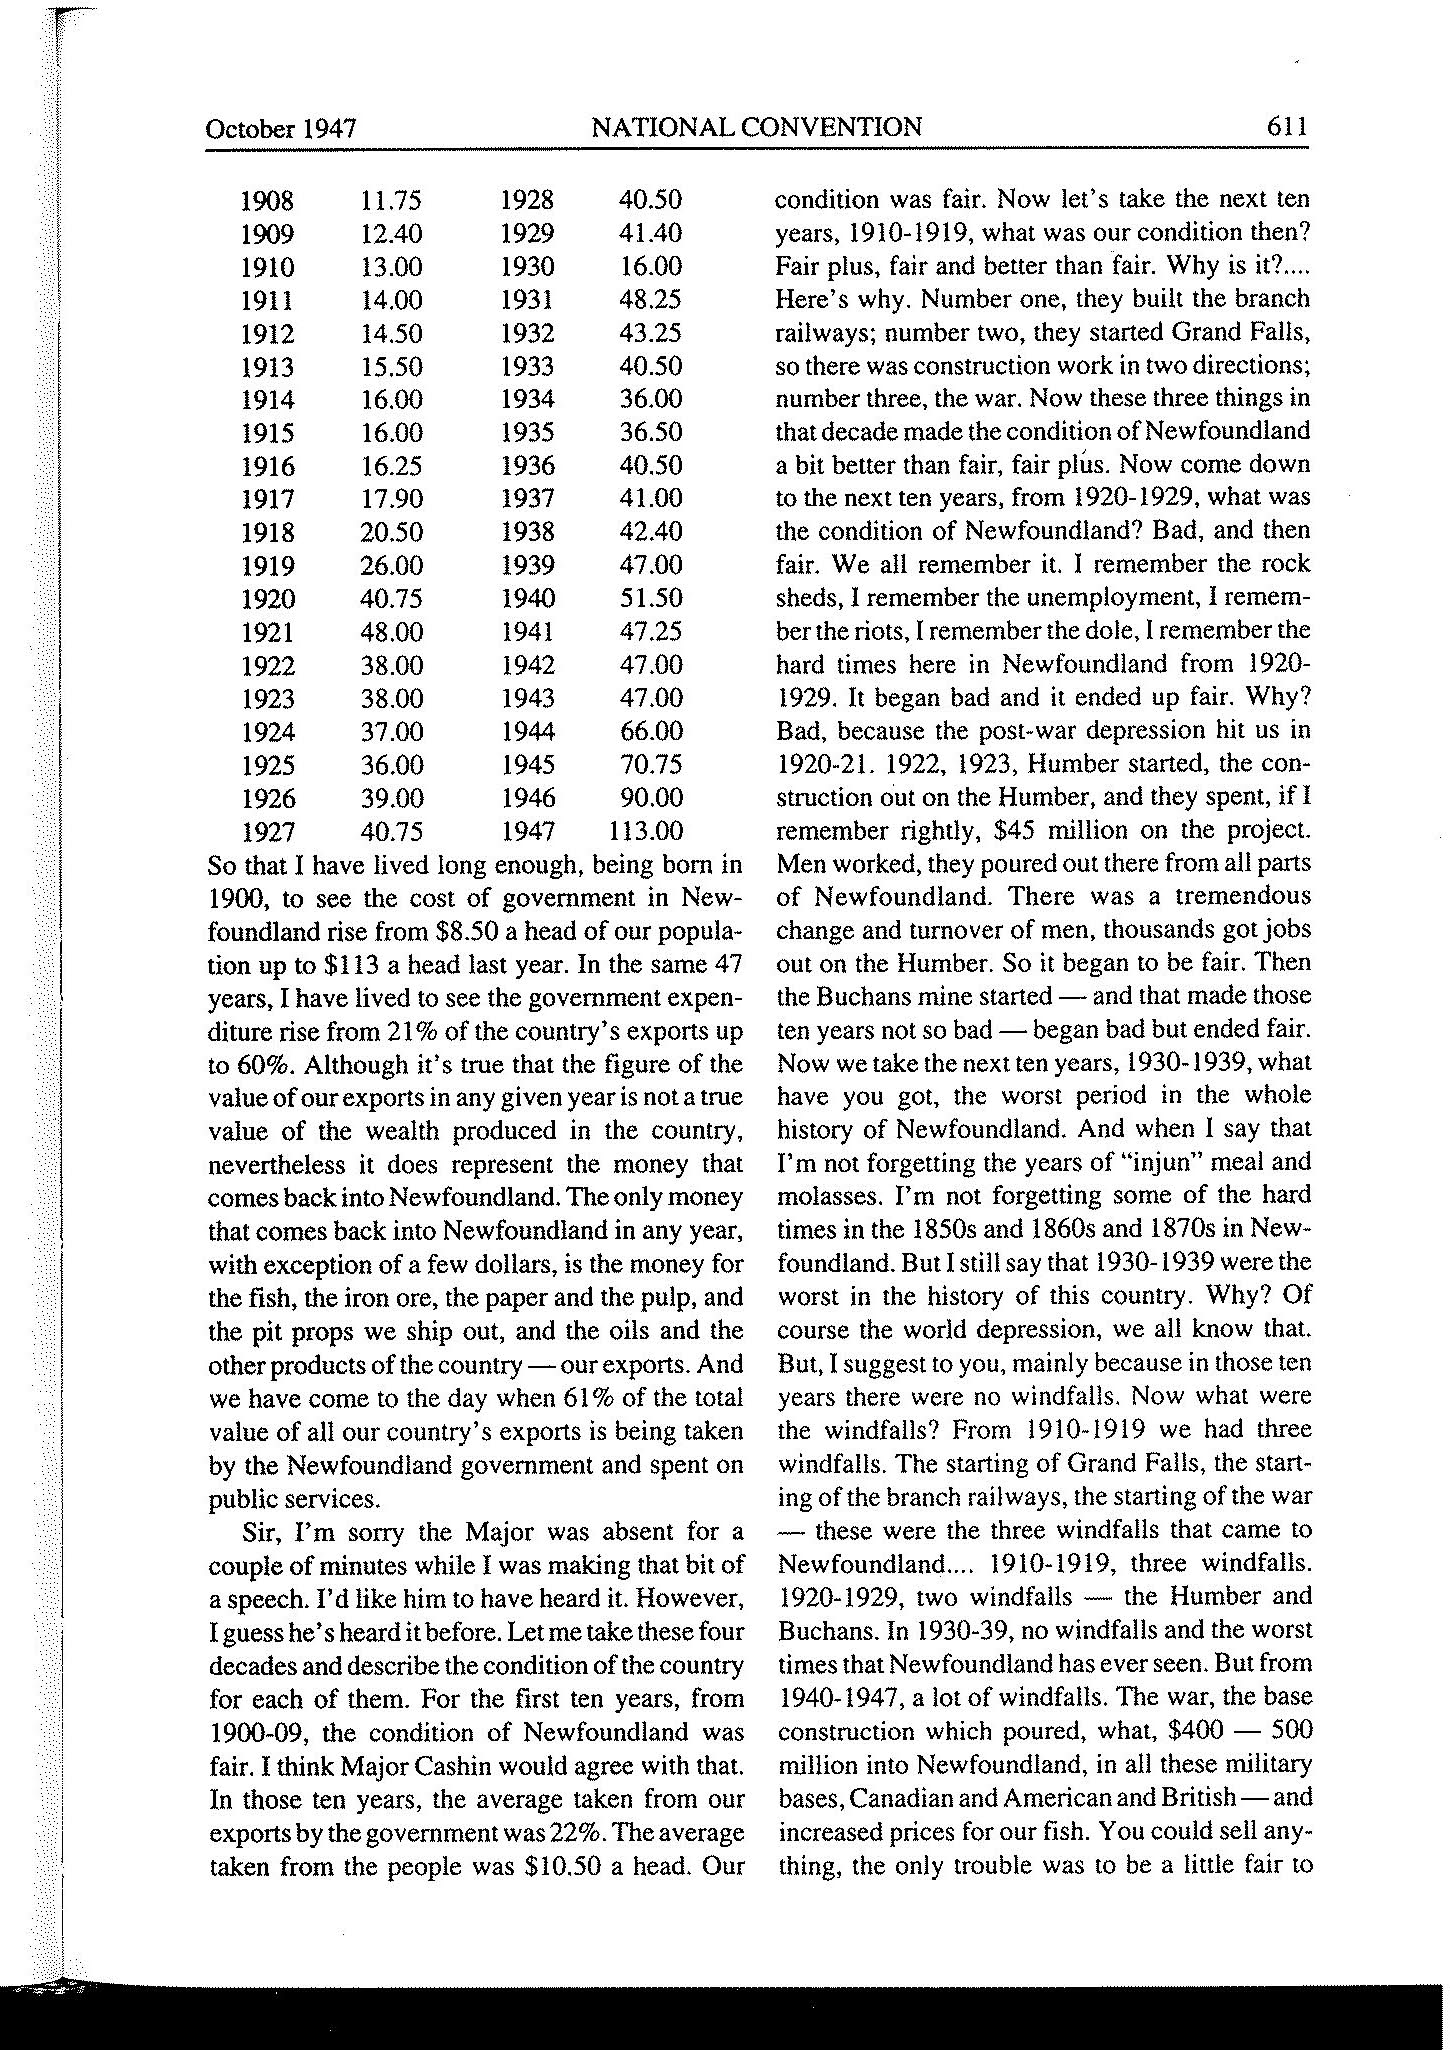 October 1947 NATIONAL CONVENTION 611
1908 11.75 1928 40.50
1909 12.40 1929 41.40
1910 13.00 1930 16.00
1911 14.00 1931 48.25
1912 14.50 1932 43.25
1913 15.50 1933 40.50
1914 16.00 1934 36.00
1915 16.00 1935 36.50
1916 16.25 1936 40.50
1917 17.90 1937 41.00
1918 20.50 1938 42.40
1919 26.00 1939 47.00
1920 40.75 1940 51.50
1921 48.00 1941 47.25
1922 38.00 1942 47.00
1923 38.00 1943 47.00
1924 37.00 1944 66.00
1925 36.00 1945 70.75
1926 39.00 1946 90.00
1927 40.75 1947 113.00
So that I have lived long enough, being born in
1900, to see the cost of government in New-
foundland rise from $8.50 a head of our popula-
tion up to $113 a head last year. In the same 47
years, I have lived to see the government expen-
diture rise from 21% of the country's exports up
to 60%. Although it's true that the figure of the
value of our exports in any given year is not a true
value of the wealth produced in the country,
nevertheless it does represent the money that
comes back into Newfoundland. The only money
that comes back into Newfoundland in any year,
with exception of a few dollars, is the money for
the fish, the iron ore, the paper and the pulp, and
the pit props we ship out, and the oils and the
other products of the country — our exports. And
we have come to the day when 61% of the total
value of all our country's exports is being taken
by the Newfoundland government and spent on
public services.
Sir, I'm sorry the Major was absent for a
couple of minutes while I was making that bit of
a speech. I'd like him to have heard it. However,
I guess he's heard it before. Let me take these four
decades and describe the condition of the country
for each of them. For the first ten years, from
1900-09, the condition of Newfoundland was
fair. I think Major Cashin would agree with that.
In those ten years, the average taken from our
exports by the government was 22%. The average
taken from the people was $10.50 a head. Our
condition was fair. Now let's take the next ten
years, 1910-1919, what was our condition then?
Fair plus, fair and better than fair. Why is it?....
Here's why. Number one, they built the branch
railways; number two, they started Grand Falls,
so there was construction work in two directions;
number three, the war. Now these three things in
that decade made the condition of Newfoundland
a bit better than fair, fair plus. Now come down
to the next ten years, from 1920-1929, what was
the condition of Newfoundland? Bad, and then
fair. We all remember it. I remember the rock
sheds, I remember the unemployment, I remem-
ber the riots, I remember the dole, I remember the
hard times here in Newfoundland from 1920-
1929. It began bad and it ended up fair. Why?
Bad, because the post-war depression hit us in
1920-21. 1922, 1923, Humber started, the con-
struction out on the Humber, and they spent, if I
remember rightly, $45 million on the project.
Men worked, they poured out there from all parts
of Newfoundland. There was a tremendous
change and turnover of men, thousands got jobs
out on the Humber. So it began to be fair. Then
the Buchans mine started — and that made those
ten years not so bad — began bad but ended fair.
Now we take the next ten years, 1930-1939, what
have you got, the worst period in the whole
history of Newfoundland. And when I say that
I'm not forgetting the years of "injun" meal and
molasses. I'm not forgetting some of the hard
times in the 1850s and 1860s and 1870s in New-
foundland. But I still say that 1930-1939 were the
worst in the history of this country. Why? Of
course the world depression, we all know that.
But, I suggest to you, mainly because in those ten
years there were no windfalls. Now what were
the windfalls? From 1910-1919 we had three
windfalls. The starting of Grand Falls, the start-
ing of the branch railways, the starting of the war
— these were the three windfalls that came to
Newfoundland.... 1910-1919, three windfalls.
1920-1929, two windfalls — the Humber and
Buchans. In 1930-39, no windfalls and the worst
times that Newfoundland has ever seen. But from
1940-1947, a lot of windfalls. The war, the base
construction which poured, what, $400 — 500
million into Newfoundland, in all these military
bases, Canadian and American and British — and
increased prices for our fish. You could sell any-
thing, the only trouble was to be a little fair to